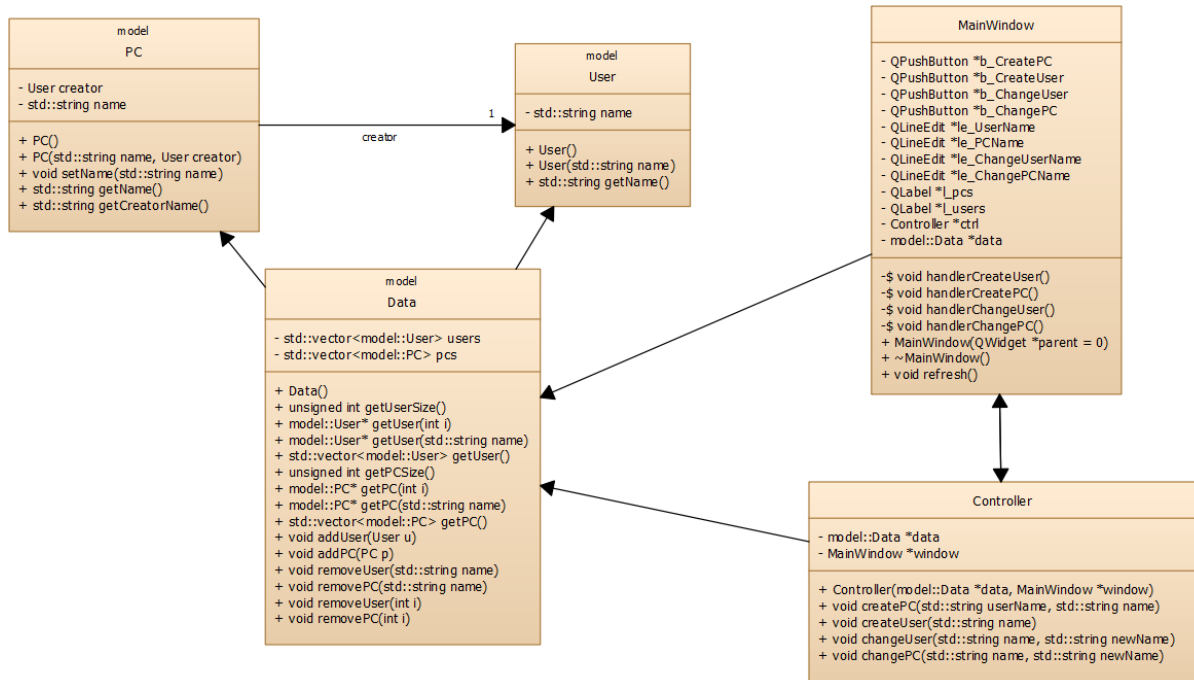 model
PC
- User creator
- std::string name
+ PC()
+ PC(std::string name, User creator)
+ void setName(std::string name)
+ std::string getName()
+ std::string getCreatorName()
1
creator
model
User
- std::string name
+ User()
+ User(std::string name)
+ std::string getName()
model
Data
- std::vector<model::User> users
- std::vector<model::PC> pcs
+ Data()
+ unsigned int getUserSize()
+ model::User* getUser(int i)
+ model::User* getUser(std::string name)
+ std::vector<model::User> getUser()
+ unsigned int getPCSize()
+ model::PC* getPC(int i)
+ model::PC* getPC(std::string name)
+ std::vector<model::PC> getPC()
+ void addUser(User u)
+ void addPC(PC p)
+ void removeUser(std::string name)
+ void removePC(std::string name)
+ void removeUser(int i)
+ void removePC(int i)
MainWindow
- QPushButton *b_CreatePC
- QPushButton *b_CreateUser
- QPushButton *b_ChangeUser
- QPushButton *b_ChangePC
- QLineEdit *le_UserName
- QLineEdit *le_PCName
- QLineEdit *le_ChangeUserName
- QLineEdit *le_ChangePCName
- QLabel *l_pcs
- QLabel *l_users
- Controller *ctrl
- model::Data *data
-$ void handlerCreateUser()
-$ void handlerCreatePC()
-$ void handlerChangeUser()
-$ void handlerChangePC()
+ MainWindow(QWidget *parent = 0)
+ ~MainWindow()
+ void refresh()
Controller
- model::Data *data
- MainWindow *window
+ Controller(model::Data *data, MainWindow *window)
+ void createPC(std::string userName, std::string name)
+ void createUser(std::string name)
+ void changeUser(std::string name, std::string newName)
+ void changePC(std::string name, std::string newName)